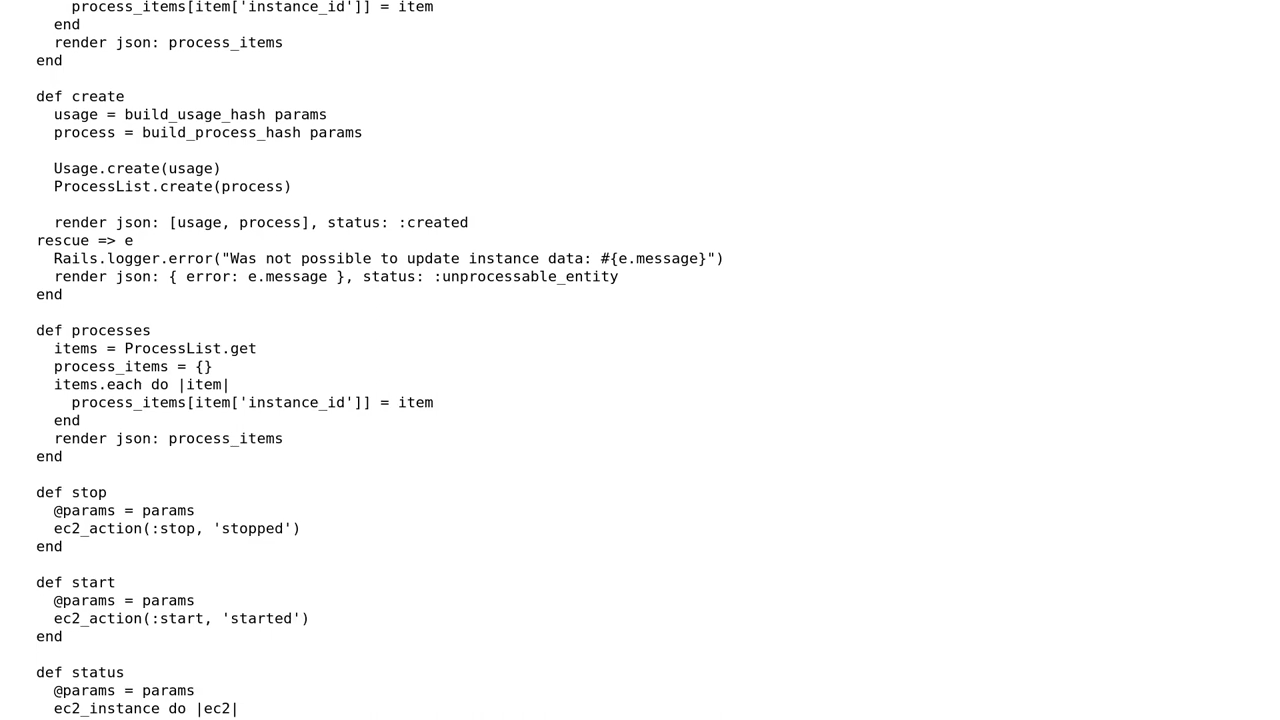 process_items[item['instance_id']] = item
end
render json: process_items
end
def create
usage = build_usage_hash params
process = build_process_hash params
Usage.create(usage)
ProcessList.create(process)
render json: [usage, process], status: :created
rescue => e
Rails.logger.error("Was not possible to update instance data: #{e.message}")
render json: { error: e.message }, status: :unprocessable_entity
end
def processes
items = ProcessList.get
process_items = {}
items.each do |item|
process_items[item['instance_id']] = item
end
render json: process_items
end
def stop
@params = params
ec2_action(:stop, 'stopped')
end
def start
@params = params
ec2_action(:start, 'started')
end
def status
@params = params
ec2_instance do |ec2|